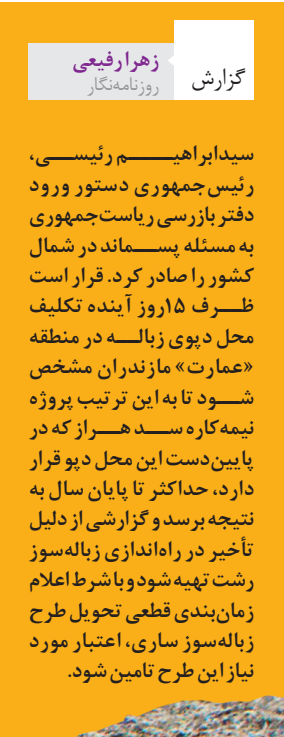 گزارش
زهرا رفیعی
روزنامه‌نگار
سیدابراهیـــــم رئیســـی،
رئیس‌جمهوری دستور ورود
دفتر بازرسی ریاست‌جمهوری
به مسئله پســـماند در شمال
کشور را صادر کرد. قرار است
ظـــرف ۱۵روز آینده تکلیف
محل دپوی زبالـــه در منطقه
«عمارت» مازندران مشخص
شـــود تا به این ترتیب پروژه
نیمه‌کاره ســـد هـــراز که در
پایین‌دست این محل دپو قرار
دارد، حداکثر تا پایان سال به
نتیجه برسد و گزارشی از دلیل
تأخیر در راه‌اندازی زباله‌سوز
رشت تهیه شود و با شرط اعلام
زمان‌بندی قطعی تحویل طرح
زباله‌سوز ساری، اعتبار مورد
نیاز این طرح تامین شود.